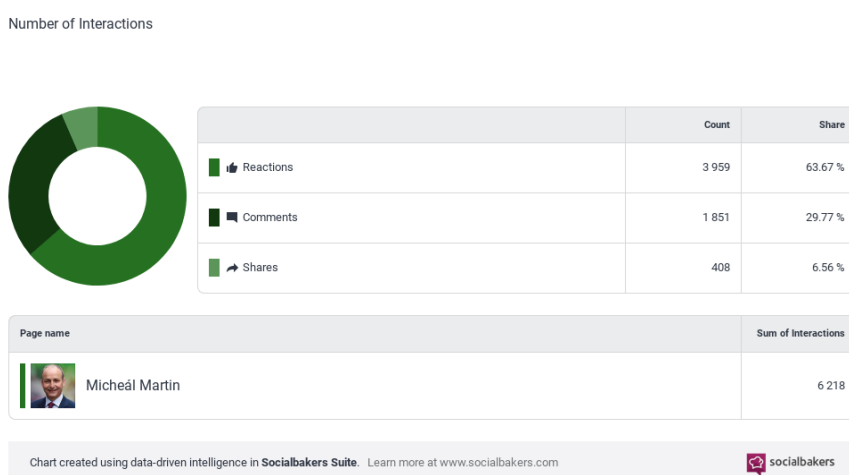 Number of Interactions
Count Share
Reactions 3 959 63.67 %
Comments 1 851 29.77 %
Shares 408 6.56 %
Page name Sum of Interactions
Micheál Martin 6 218
Chart created using data-driven intelligence in Socialbakers Suite. Learn more at www.socialbakers.com socialbakers